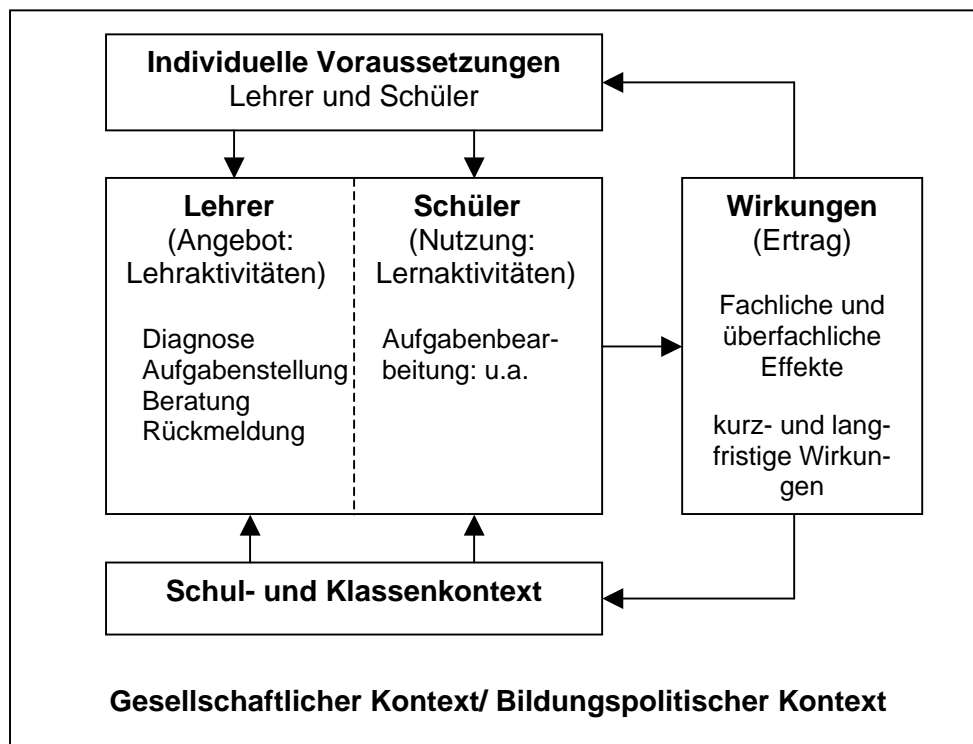 Individuelle Voraussetzungen
Lehrer und Schüler
Lehrer
(Angebot:
Lehraktivitäten)
Diagnose
Aufgabenstellung
Beratung
Rückmeldung
Schüler
(Nutzung:
Lernaktivitäten)
Aufgabenbear-
beitung: u.a.
Wirkungen
(Ertrag)
Fachliche und
überfachliche
Effekte
kurz- und lang-
fristige Wirkun-
gen
Schul- und Klassenkontext
Gesellschaftlicher Kontext/ Bildungspolitischer Kontext